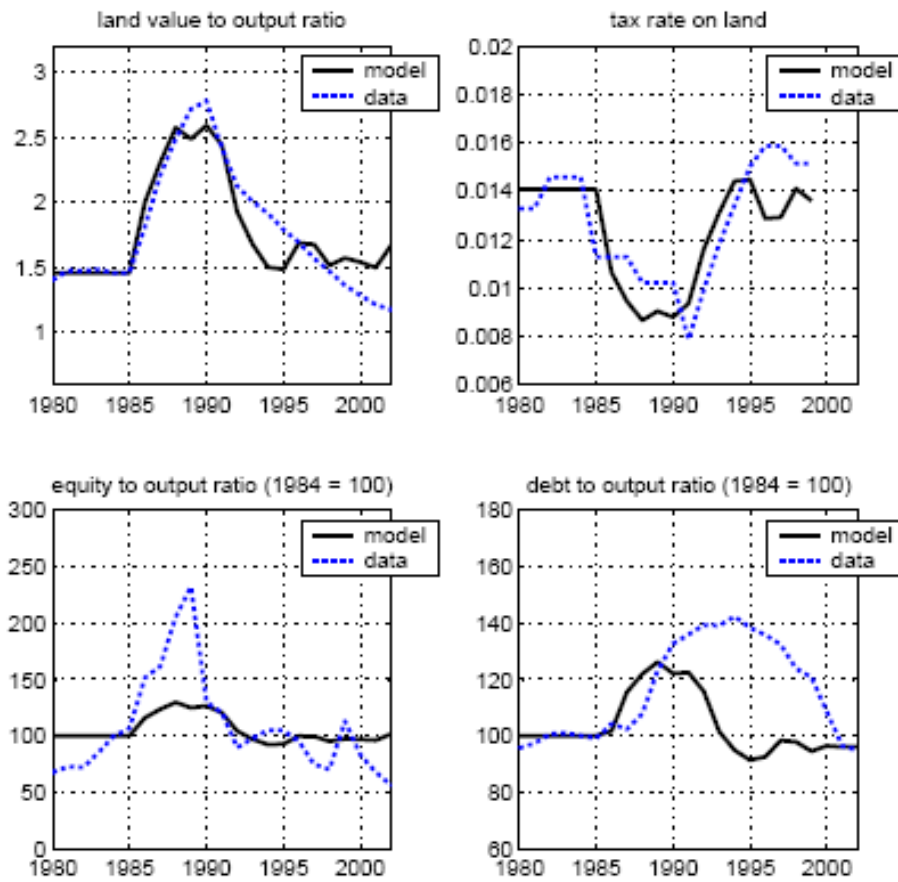 land value to output ratio
3
2.5
2
1.5
1
1980 1985 1990 1995 2000
model
data
tax rate on land
0.02
0.018
0.016
0.014
0.012
0.01
0.008
0.006
1980 1985 1990 1995 2000
model
data
equity to output ratio (1984 = 100)
300
250
200
150
100
50
0
1980 1985 1990 1995 2000
model
data
debt to output ratio (1984 = 100)
180
160
140
120
100
80
60
1980 1985 1990 1995 2000
model
data